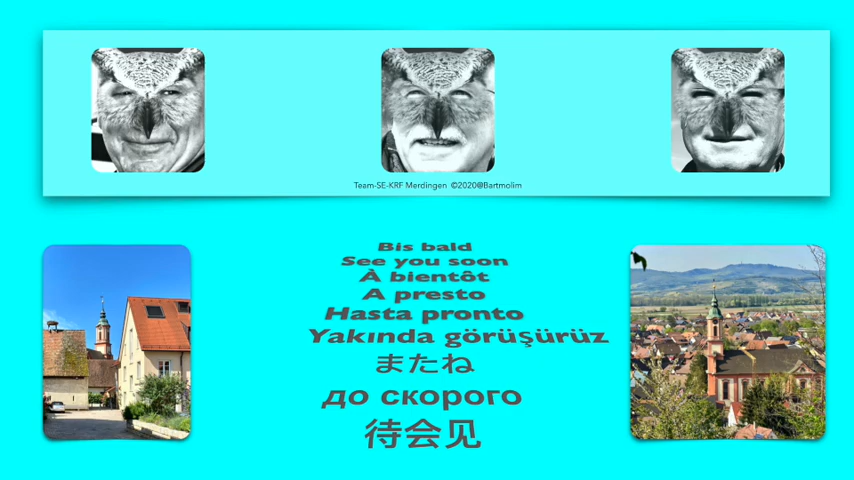 Team-SE-KRF Merdingen ©2020@Bartmolim
Bis bald
See you soon
À bientôt
A presto
Hasta pronto
Yakında görüşürüz
またね
до скорого
待会见